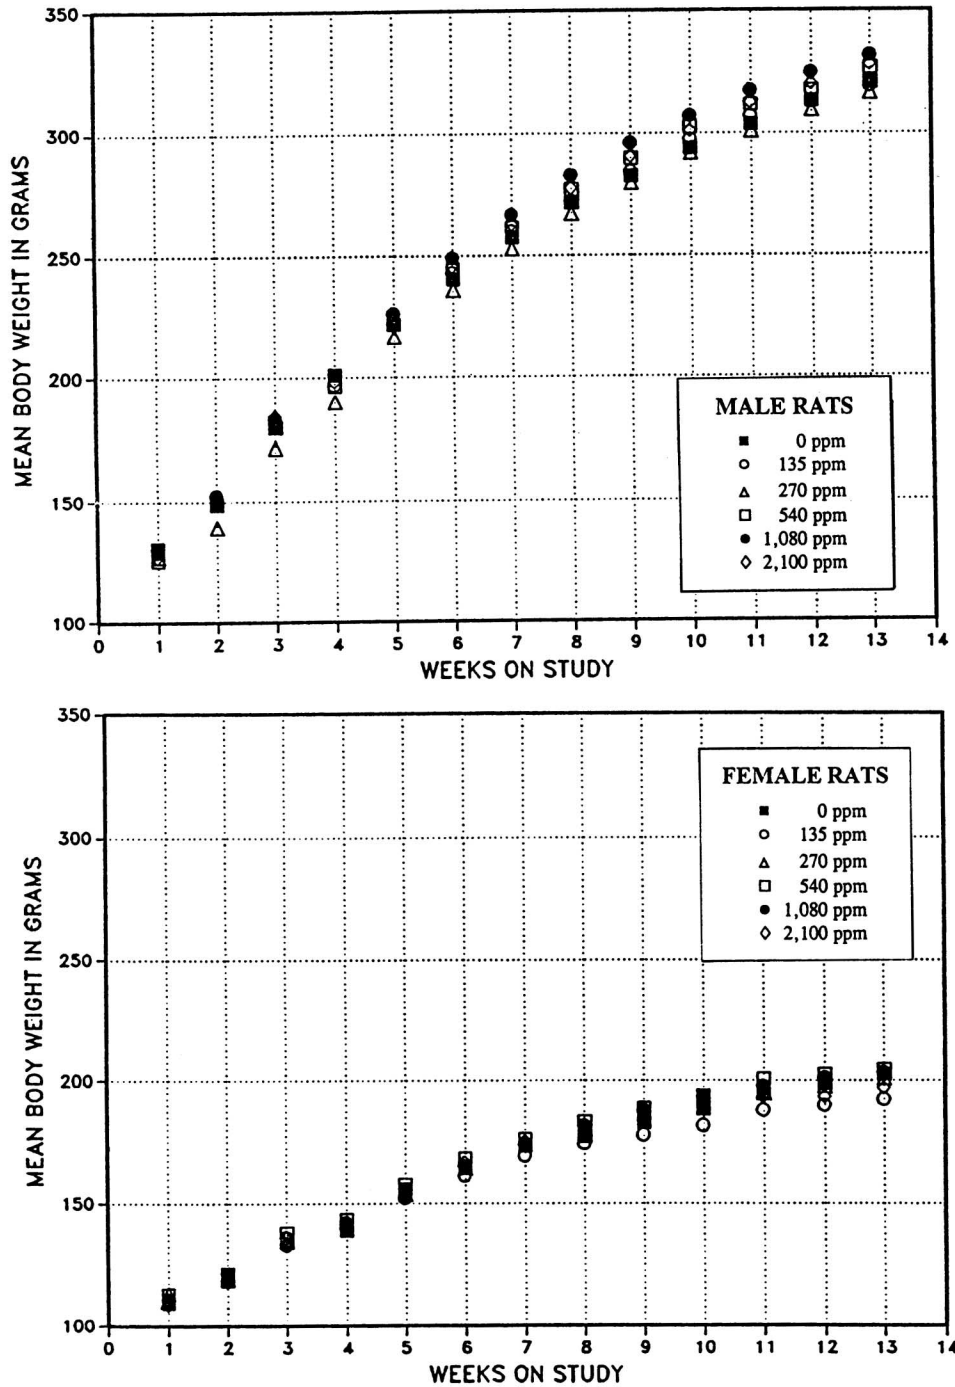 350
300
250
200
150
100
MEAN BODY WEIGHT IN GRAMS
MALE RATS
0 ppm
135 ppm
270 ppm
540 ppm
1,080 ppm
2,100 ppm
0 1 2 3 4 5 6 7 8 9 10 11 12 13 14
WEEKS ON STUDY
350
300
250
200
150
100
MEAN BODY WEIGHT IN GRAMS
FEMALE RATS
0 ppm
135 ppm
270 ppm
540 ppm
1,080 ppm
2,100 ppm
0 1 2 3 4 5 6 7 8 9 10 11 12 13 14
WEEKS ON STUDY